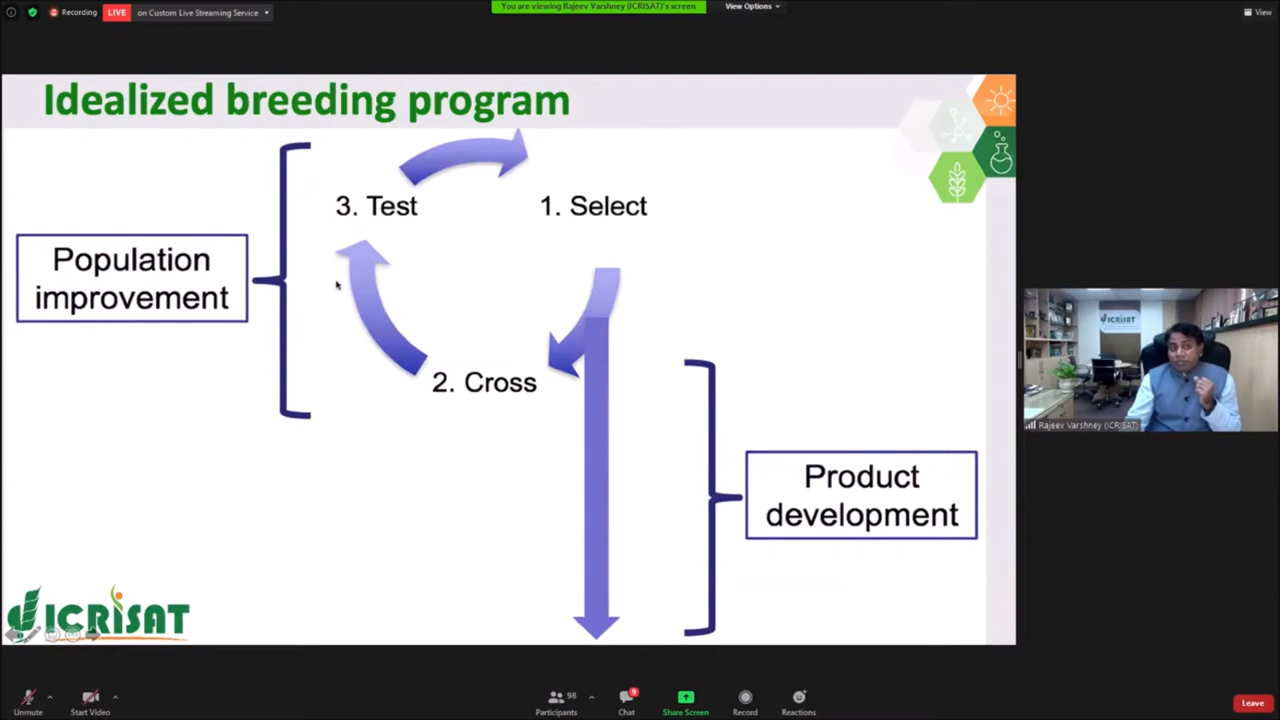 Recording
LIVE
on Custom Live Streaming Service
You are viewing Rajeev Varshney (ICRISAT)'s screen
View Options
View
Idealized breeding program
3. Test
1. Select
Population
improvement
2. Cross
Product
development
ICRISAT
ICRISAT
Rajeev Varshney (ICRISAT)
Unmute
Start Video
98
Participants
9
Chat
Share Screen
Record
Reactions
Leave